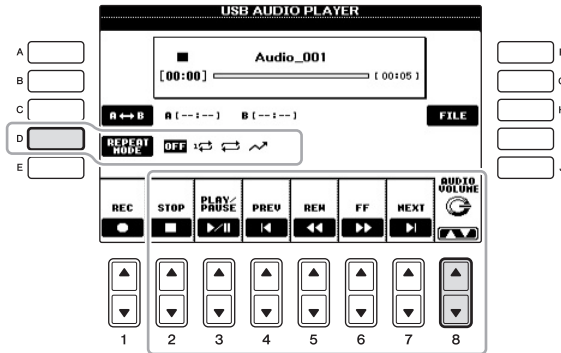 USB AUDIO PLAYER
Audio_001
[00:00] [00:05]
A
B
C
D
E
A↔B A[--:--] B[--:--] FILE
REPEAT MODE OFF 1
REC STOP PLAY/PAUSE PREV REW FF NEXT AUDIO VOLUME
1 2 3 4 5 6 7 8